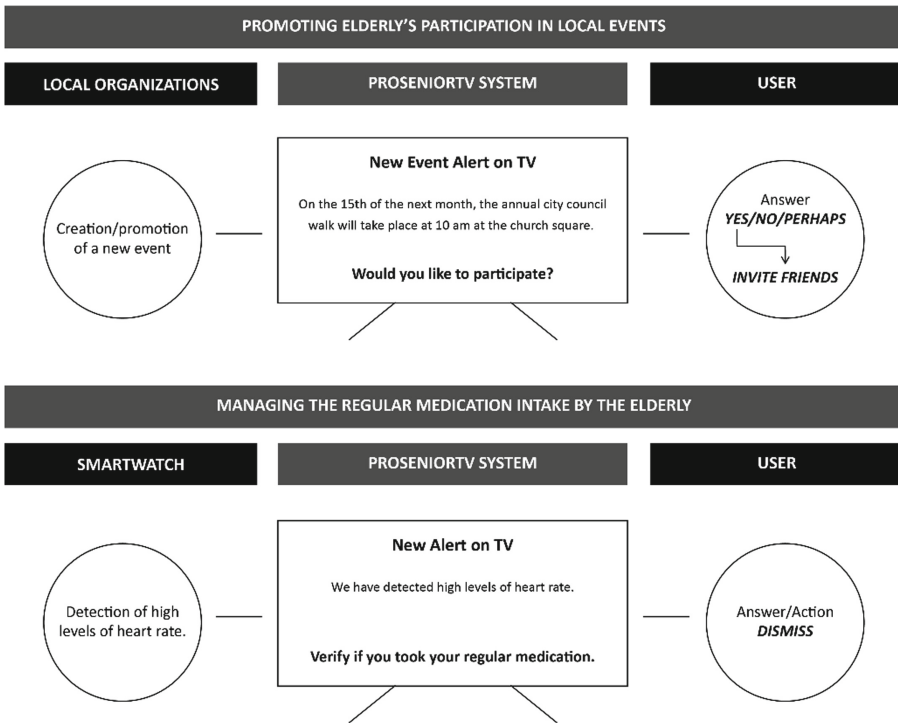 PROMOTING ELDERLY'S PARTICIPATION IN LOCAL EVENTS
LOCAL ORGANIZATIONS
PROSENIORTV SYSTEM
USER
Creation/promotion
of a new event
New Event Alert on TV
On the 15th of the next month, the annual city council
walk will take place at 10 am at the church square.
Would you like to participate?
Answer
YES/NO/PERHAPS
INVITE FRIENDS
MANAGING THE REGULAR MEDICATION INTAKE BY THE ELDERLY
SMARTWATCH
PROSENIORTV SYSTEM
USER
Detection of high
levels of heart rate.
New Alert on TV
We have detected high levels of heart rate.
Verify if you took your regular medication.
Answer/Action
DISMISS